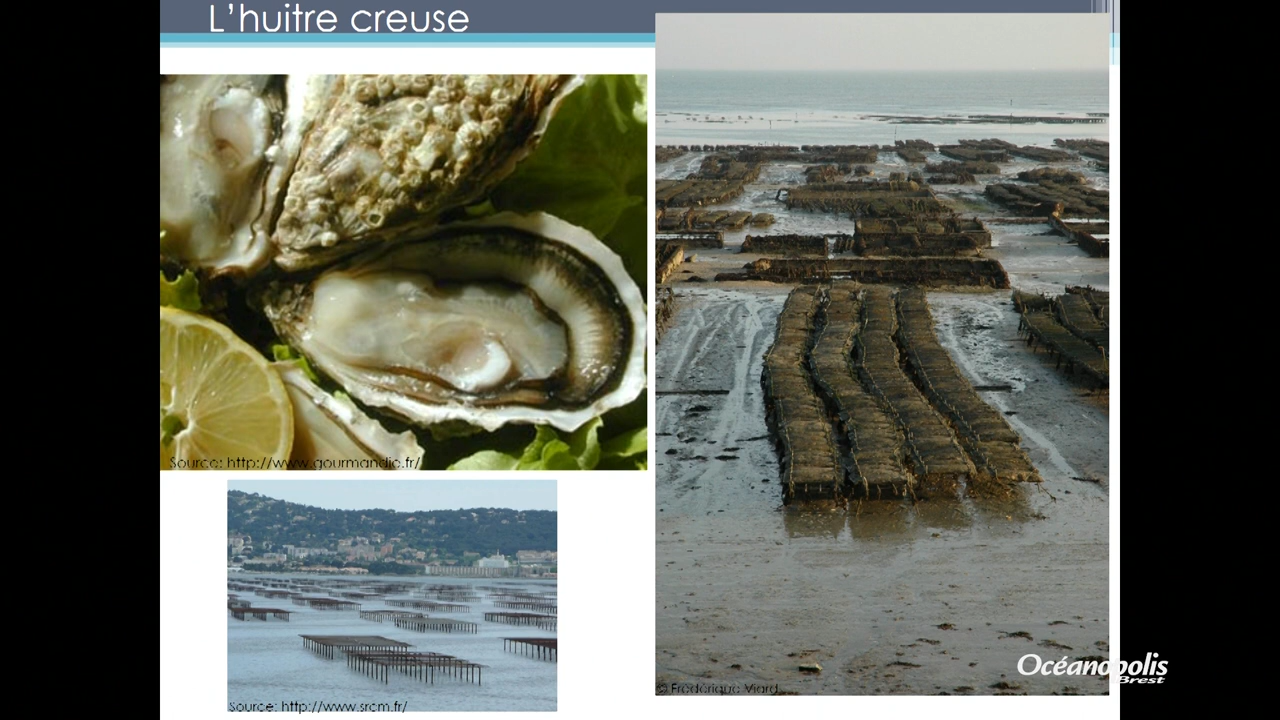 L'huitre creuse
Source: http://www.gourmandie.fr/
Source: http://www.srcm.fr/
© Frédérique Viard
Océanopolis
Brest